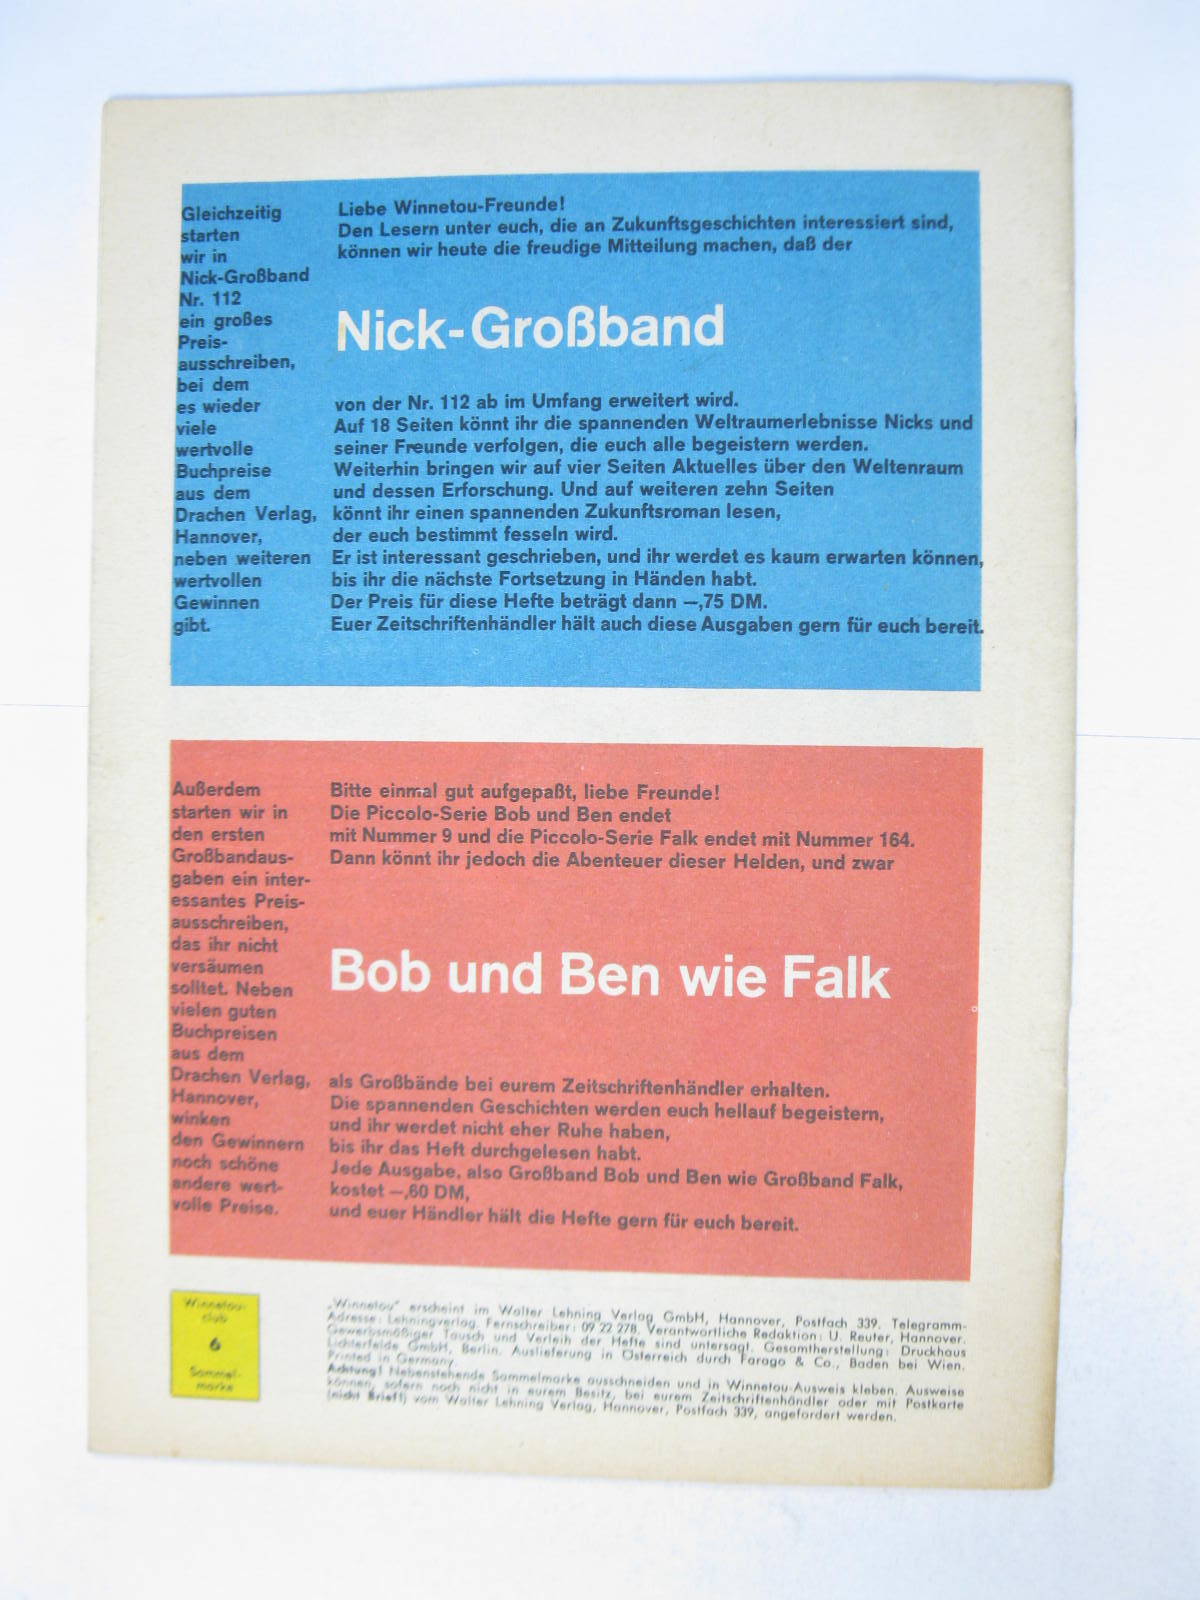 Gleichzeitig
starten
wir in
Nick-Großband
Nr. 112
ein großes
Preis-
ausschreiben,
bei dem
es wieder
viele
wertvolle
Buchpreise
aus dem
Drachen Verlag,
Hannover,
neben weiteren
wertvollen
Gewinnen
gibt.
Liebe Winnetou-Freunde!
Den Lesern unter euch, die an Zukunftsgeschichten interessiert sind,
können wir heute die freudige Mitteilung machen, daß der
Nick-Großband
von der Nr. 112 ab im Umfang erweitert wird.
Auf 18 Seiten könnt ihr die spannenden Weltraumerlebnisse Nicks und
seiner Freunde verfolgen, die euch alle begeistern werden.
Weiterhin bringen wir auf vier Seiten Aktuelles über den Weltenraum
und dessen Erforschung. Und auf weiteren zehn Seiten
könnt ihr einen spannenden Zukunftsroman lesen,
der euch bestimmt fesseln wird.
Er ist interessant geschrieben, und ihr werdet es kaum erwarten können,
bis ihr die nächste Fortsetzung in Händen habt.
Der Preis für diese Hefte beträgt dann —,75 DM.
Euer Zeitschriftenhändler hält auch diese Ausgaben gern für euch bereit.
Außerdem
starten wir in
den ersten
Großbandaus-
gaben ein inter-
essantes Preis-
ausschreiben,
das ihr nicht
versäumen
solltet. Neben
vielen guten
Buchpreisen
aus dem
Drachen Verlag,
Hannover,
winken
den Gewinnern
noch schöne
andere wert-
volle Preise.
Bitte einmal gut aufgepaßt, liebe Freunde!
Die Piccolo-Serie Bob und Ben endet
mit Nummer 9 und die Piccolo-Serie Falk endet mit Nummer 164.
Dann könnt ihr jedoch die Abenteuer dieser Helden, und zwar
Bob und Ben wie Falk
als Großbände bei eurem Zeitschriftenhändler erhalten.
Die spannenden Geschichten werden euch hellauf begeistern,
und ihr werdet nicht eher Ruhe haben,
bis ihr das Heft durchgelesen habt.
Jede Ausgabe, also Großband Bob und Ben wie Großband Falk,
kostet —,60 DM,
und euer Händler hält die Hefte gern für euch bereit.
Winnetou-
club
6
Sammel-
marke
„Winnetou" erscheint im Walter Lehning Verlag GmbH, Hannover, Postfach 339. Telegramm-
Adresse: Lehningverlag. Fernschreiber: 09 22 278. Verantwortliche Redaktion: U. Reuter, Hannover.
Gewerbsmäßiger Tausch und Verleih der Hefte sind untersagt. Gesamtherstellung: Druckhaus
Lichterfelde GmbH, Berlin. Auslieferung in Österreich durch Farago & Co., Baden bei Wien.
Printed in Germany.
Achtung! Nebenstehende Sammelmarke ausschneiden und in Winnetou-Ausweis kleben. Ausweise
können, sofern noch nicht in eurem Besitz, bei eurem Zeitschriftenhändler oder mit Postkarte
(nicht Brief!) vom Walter Lehning Verlag, Hannover, Postfach 339, angefordert werden.